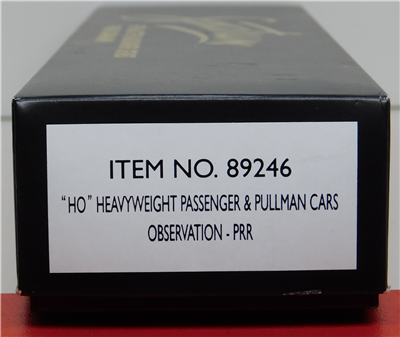 ITEM NO. 89246
"HO" HEAVYWEIGHT PASSENGER & PULLMAN CARS
OBSERVATION - PRR